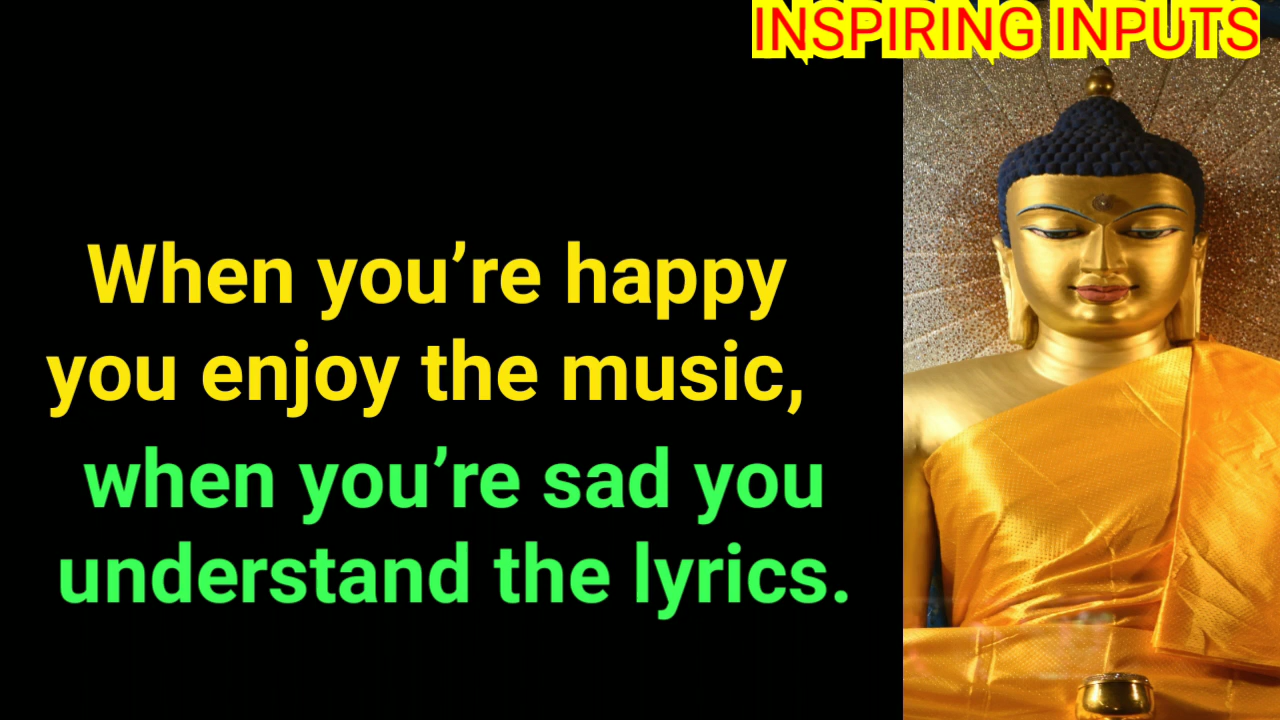 INSPIRING INPUTS
When you’re happy
you enjoy the music,
when you’re sad you
understand the lyrics.